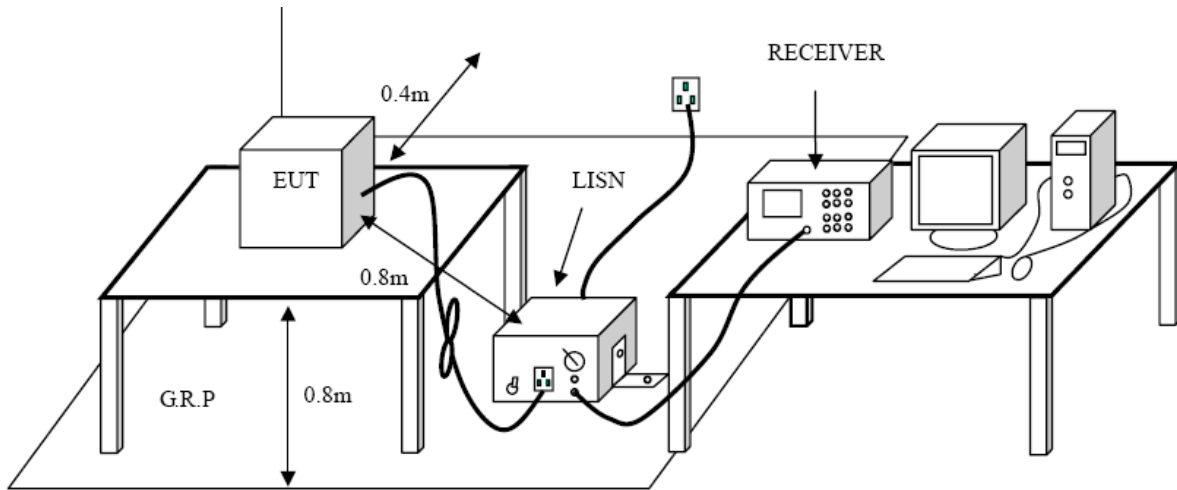 RECEIVER
0.4m
EUT
LISN
0.8m
G.R.P
0.8m